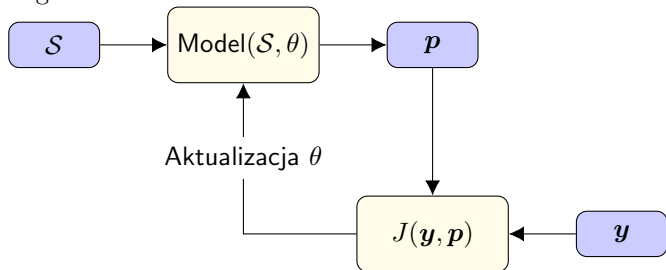 𝒮
Model(𝒮, θ)
𝒑
Aktualizacja θ
J(𝒚, 𝒑)
𝒚